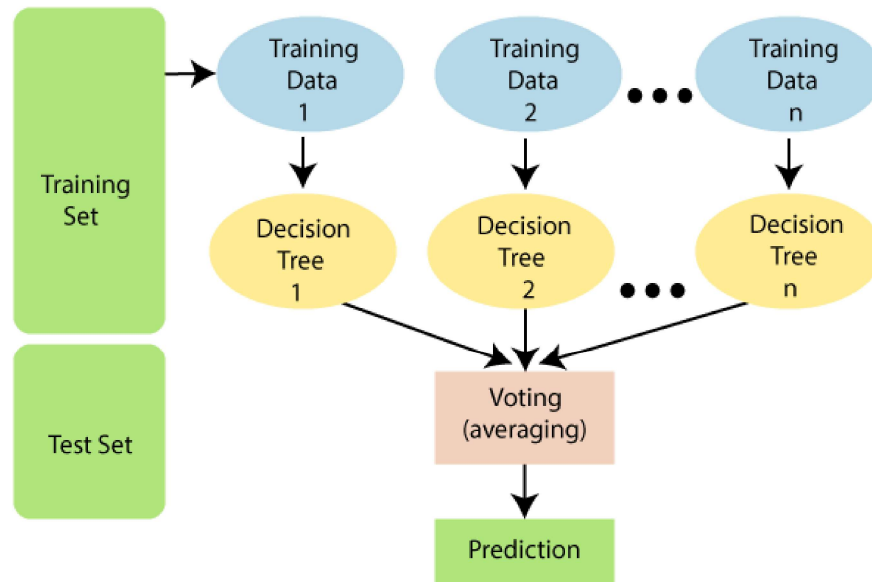 Training
Set
Training
Data
1
Training
Data
2
Training
Data
n
Decision
Tree
1
Decision
Tree
2
Decision
Tree
n
Test Set
Voting
(averaging)
Prediction